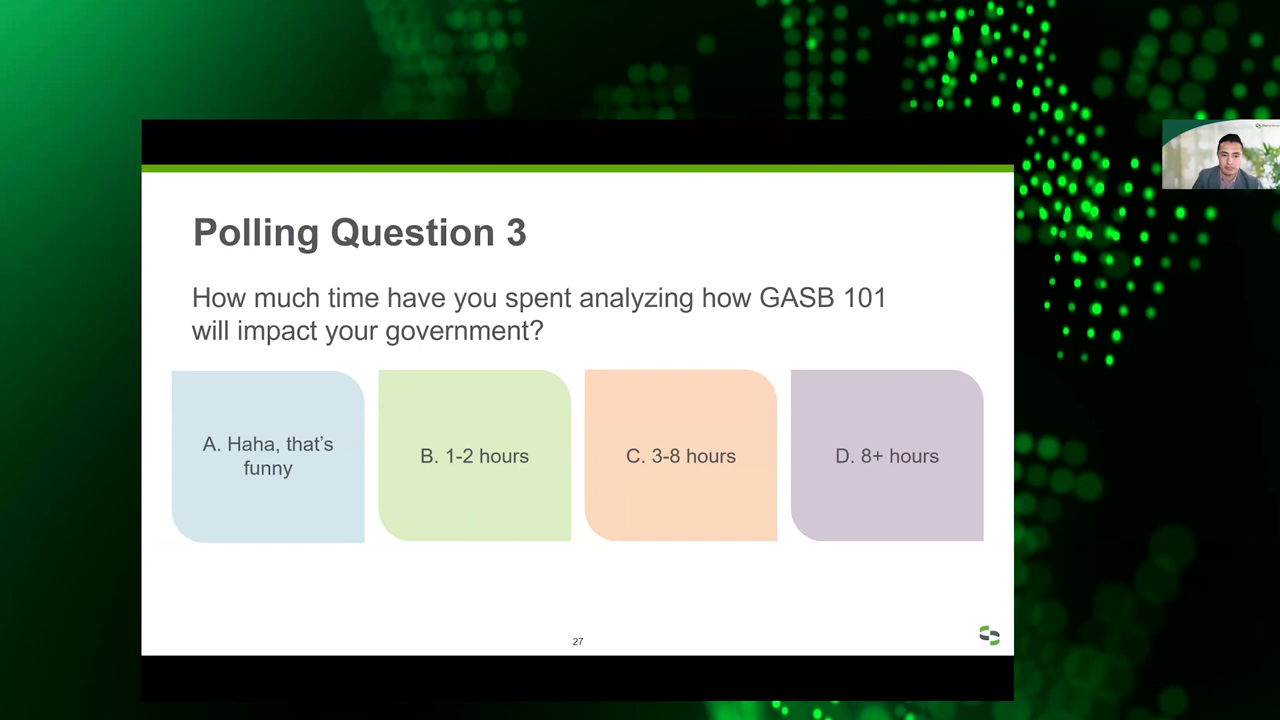 Polling Question 3
How much time have you spent analyzing how GASB 101
will impact your government?
A. Haha, that's
funny
B. 1-2 hours
C. 3-8 hours
D. 8+ hours
27